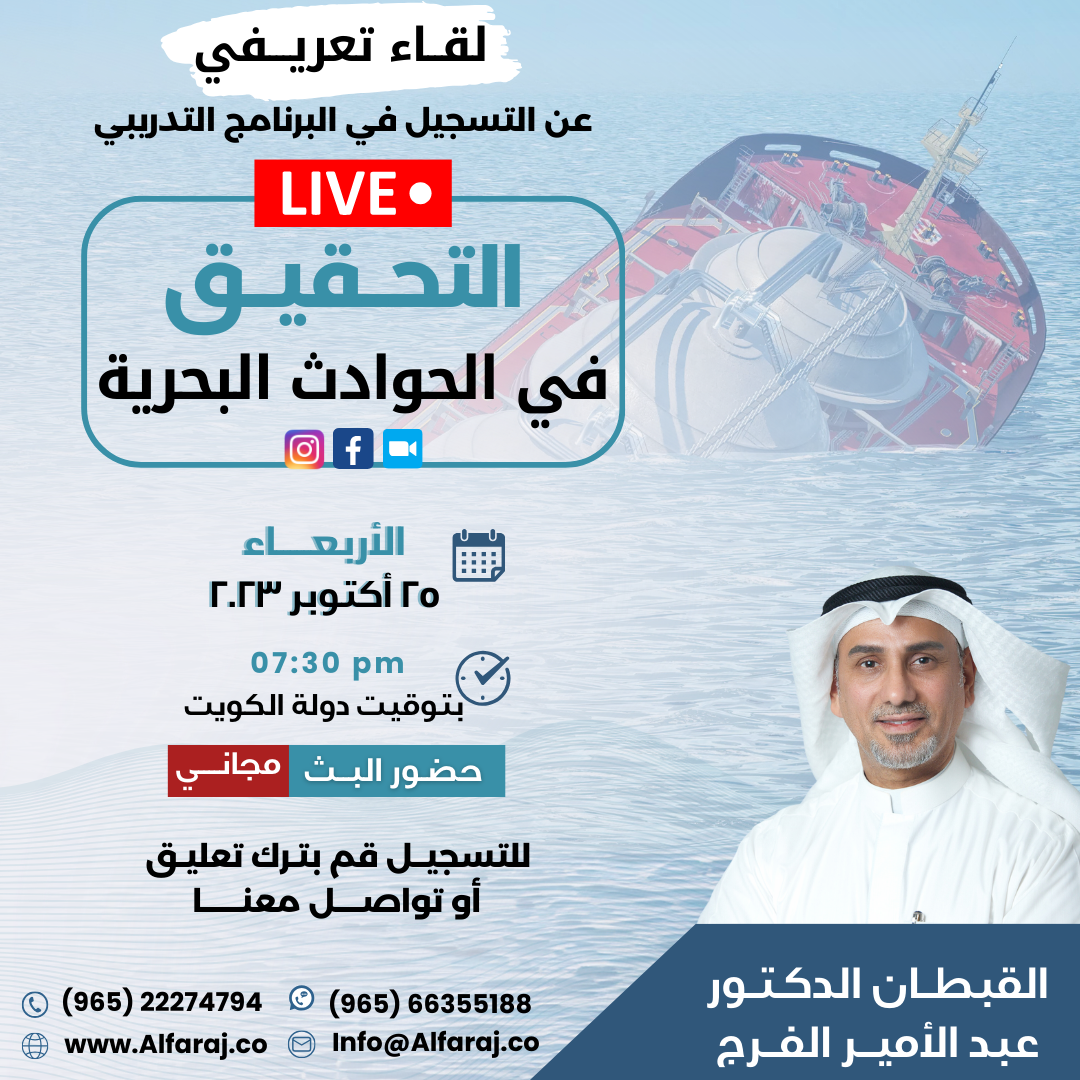 لقاء تعريفي
عن التسجيل في البرنامج التدريبي
LIVE
التحقيق
في الحوادث البحرية
الأربعاء
٢٥ أكتوبر ٢٠٢٣
07:30 pm
بتوقيت دولة الكويت
حضور البث مجاني
للتسجيل قم بترك تعليق
أو تواصل معنا
(965) 22274794
(965) 66355188
www.Alfaraj.co
Info@Alfaraj.co
القبطان الدكتور
عبد الأمير الفرج